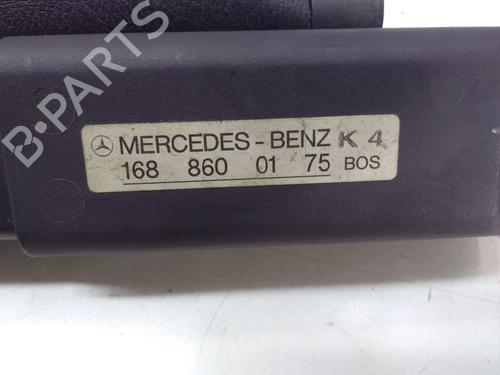 B-PARTS
MERCEDES-BENZ K 4
168 860 01 75 BOS